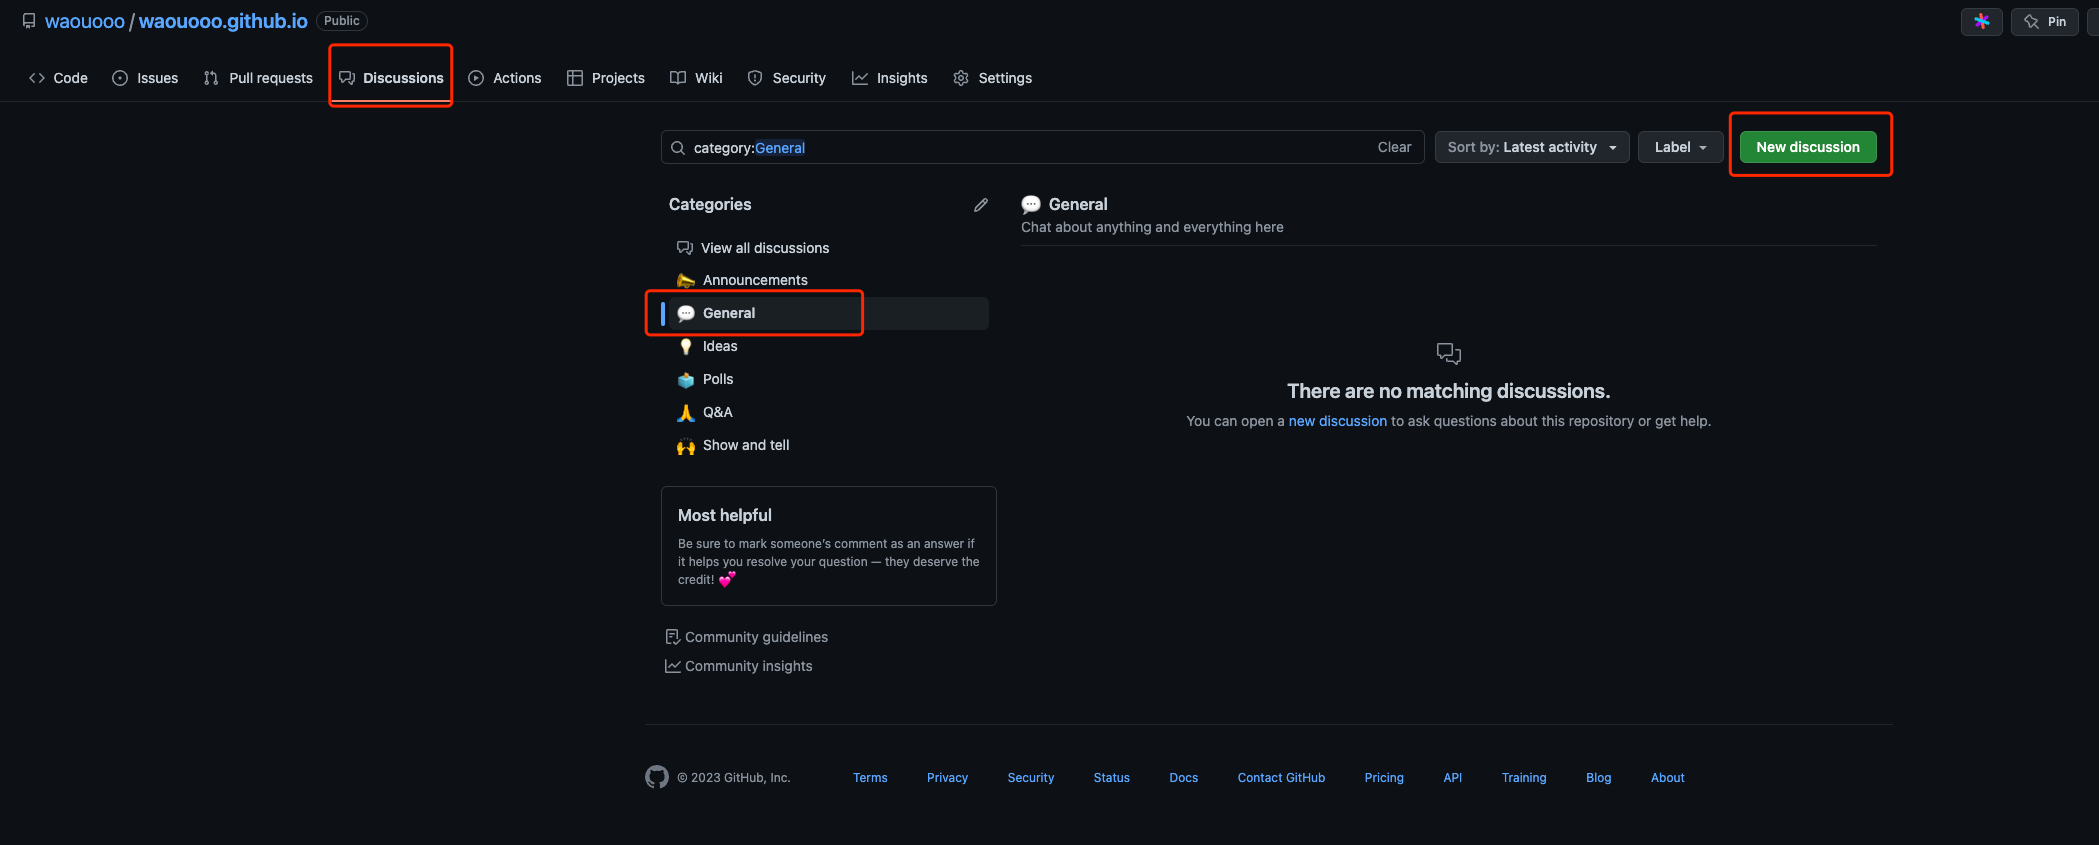 waouooo / waouooo.github.io Public
Pin
Code Issues Pull requests Discussions Actions Projects Wiki Security Insights Settings
category:General Clear Sort by: Latest activity Label New discussion
Categories
View all discussions
Announcements
General
Ideas
Polls
Q&A
Show and tell
General
Chat about anything and everything here
There are no matching discussions.
You can open a new discussion to ask questions about this repository or get help.
Most helpful
Be sure to mark someone's comment as an answer if
it helps you resolve your question — they deserve the
credit! 💕
Community guidelines
Community insights
© 2023 GitHub, Inc. Terms Privacy Security Status Docs Contact GitHub Pricing API Training Blog About